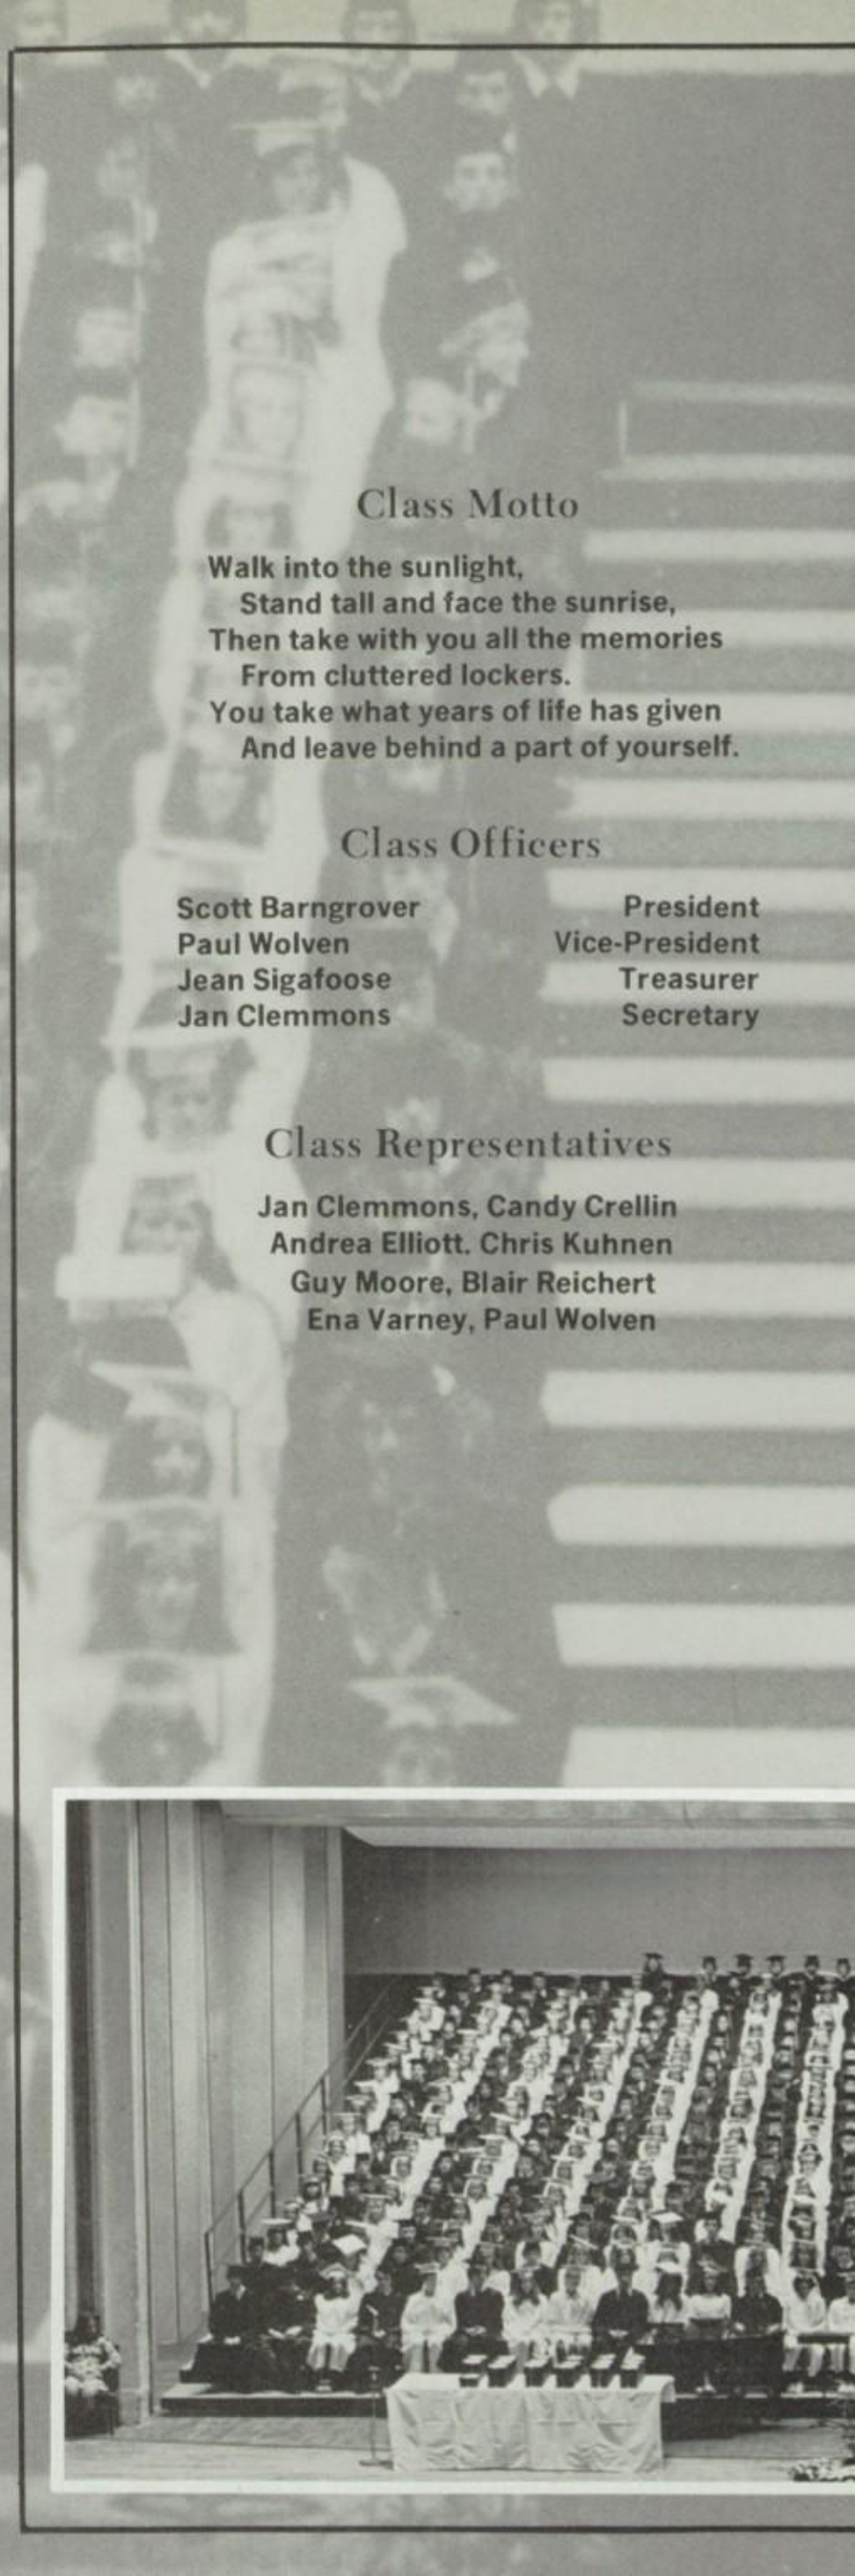 Class Motto
Walk into the sunlight,
Stand tall and face the sunrise,
Then take with you all the memories
From cluttered lockers.
You take what years of life has given
And leave behind a part of yourself.
Class Officers
Scott Barngrover President
Paul Wolven Vice-President
Jean Sigafoose Treasurer
Jan Clemmons Secretary
Class Representatives
Jan Clemmons, Candy Crellin
Andrea Elliott. Chris Kuhnen
Guy Moore, Blair Reichert
Ena Varney, Paul Wolven